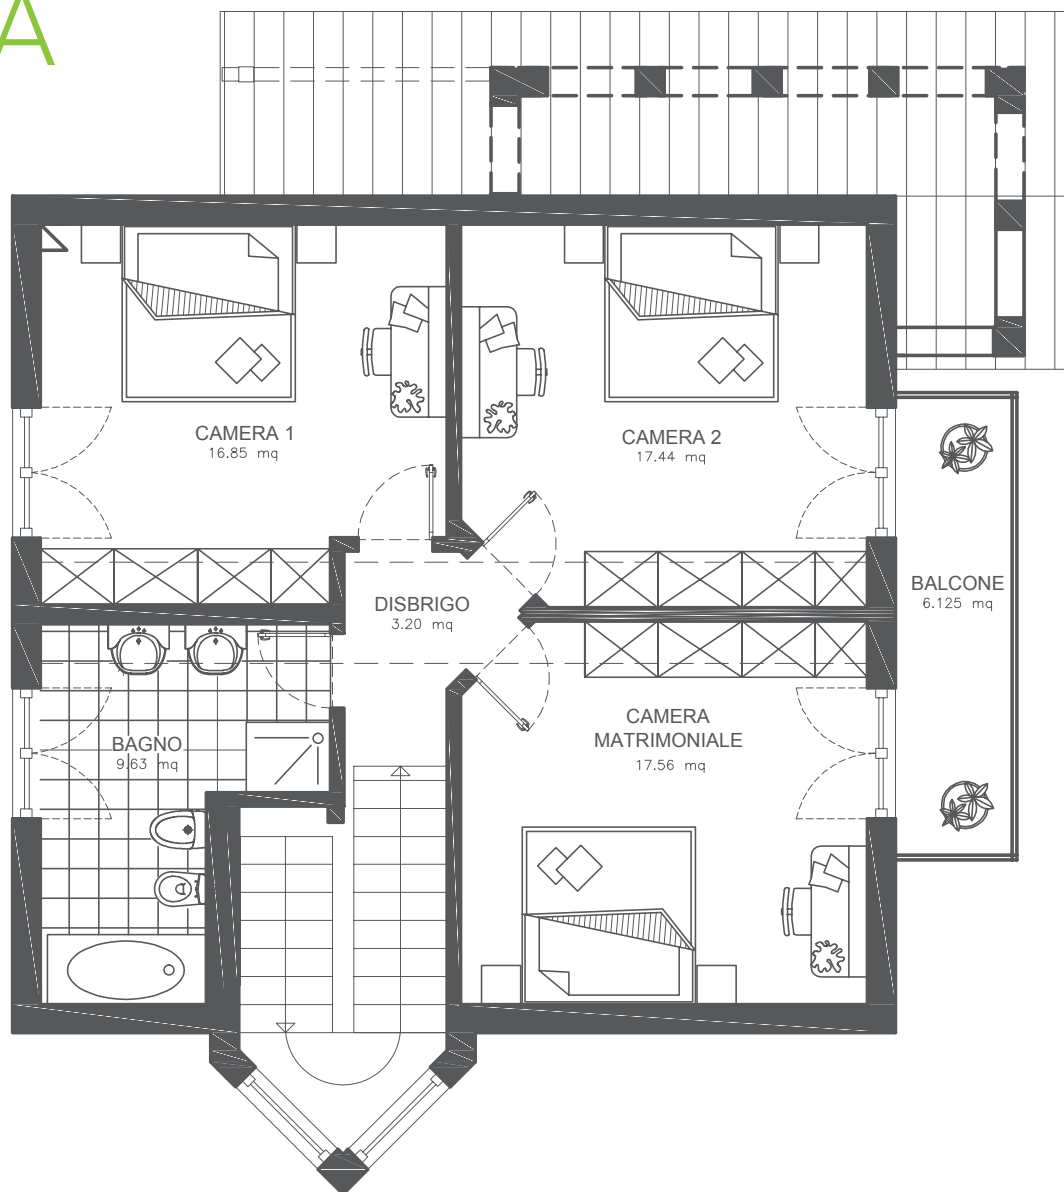 A
CAMERA 1
16.85 mq
CAMERA 2
17.44 mq
DISBRIGO
3.20 mq
BALCONE
6.125 mq
BAGNO
9.63 mq
CAMERA
MATRIMONIALE
17.56 mq